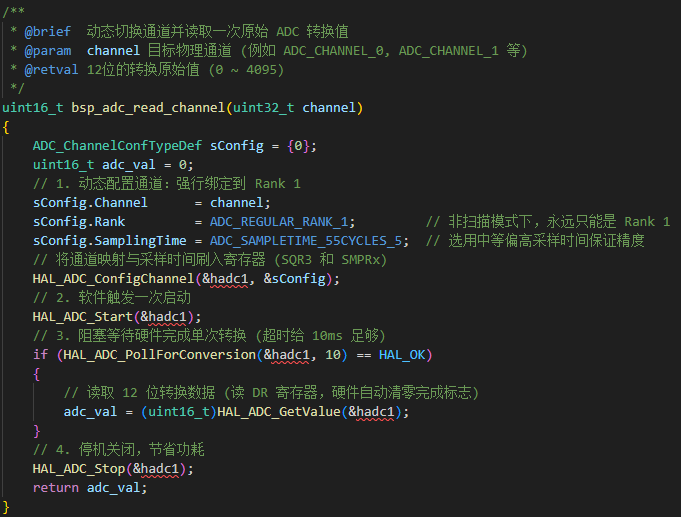 /**
 * @brief  动态切换通道并读取一次原始 ADC 转换值
 * @param  channel 目标物理通道 (例如 ADC_CHANNEL_0, ADC_CHANNEL_1 等)
 * @retval 12位的转换原始值 (0 ~ 4095)
 */
uint16_t bsp_adc_read_channel(uint32_t channel)
{
    ADC_ChannelConfTypeDef sConfig = {0};
    uint16_t adc_val = 0;
    // 1. 动态配置通道：强行绑定到 Rank 1
    sConfig.Channel      = channel;
    sConfig.Rank         = ADC_REGULAR_RANK_1;         // 非扫描模式下，永远只能是 Rank 1
    sConfig.SamplingTime = ADC_SAMPLETIME_55CYCLES_5;  // 选用中等偏高采样时间保证精度
    // 将通道映射与采样时间刷入寄存器 (SQR3 和 SMPRx)
    HAL_ADC_ConfigChannel(&hadc1, &sConfig);
    // 2. 软件触发一次启动
    HAL_ADC_Start(&hadc1);
    // 3. 阻塞等待硬件完成单次转换 (超时给 10ms 足够)
    if (HAL_ADC_PollForConversion(&hadc1, 10) == HAL_OK)
    {
        // 读取 12 位转换数据 (读 DR 寄存器，硬件自动清零完成标志)
        adc_val = (uint16_t)HAL_ADC_GetValue(&hadc1);
    }
    // 4. 停机关闭，节省功耗
    HAL_ADC_Stop(&hadc1);
    return adc_val;
}